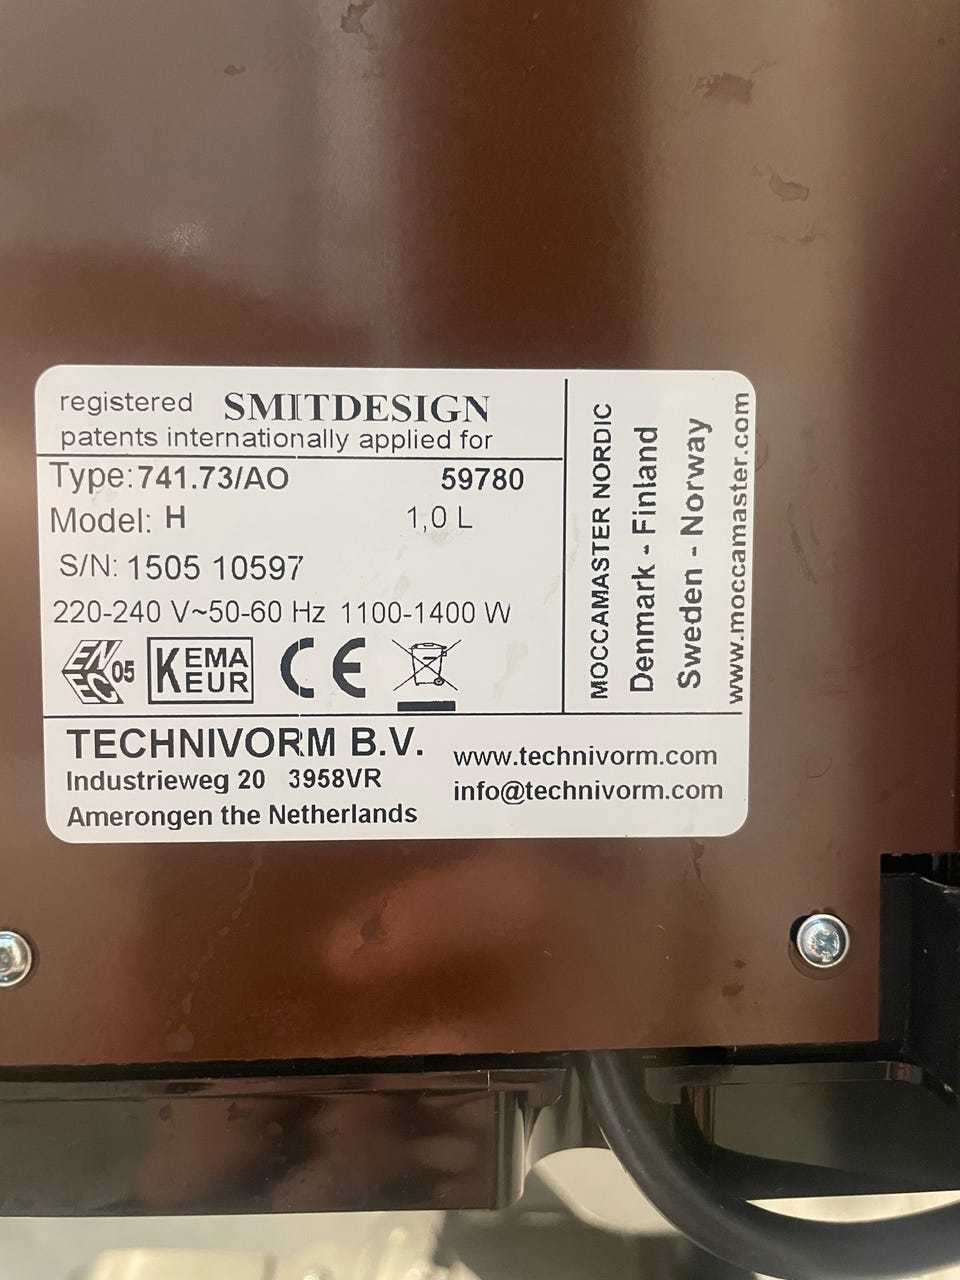 registered SMITDESIGN
patents internationally applied for
Type: 741.73/AO 59780
Model: H 1,0 L
S/N: 1505 10597
220-240 V~50-60 Hz 1100-1400 W
ENEC 05 KEMA EUR CE
MOCCAMASTER NORDIC
Denmark - Finland
Sweden - Norway
www.moccamaster.com
TECHNIVORM B.V.
Industrieweg 20 3958VR
Amerongen the Netherlands
www.technivorm.com
info@technivorm.com